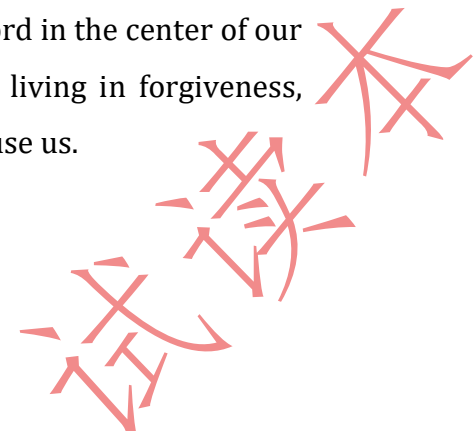 ord in the center of our
living in forgiveness,
use us.
试读本